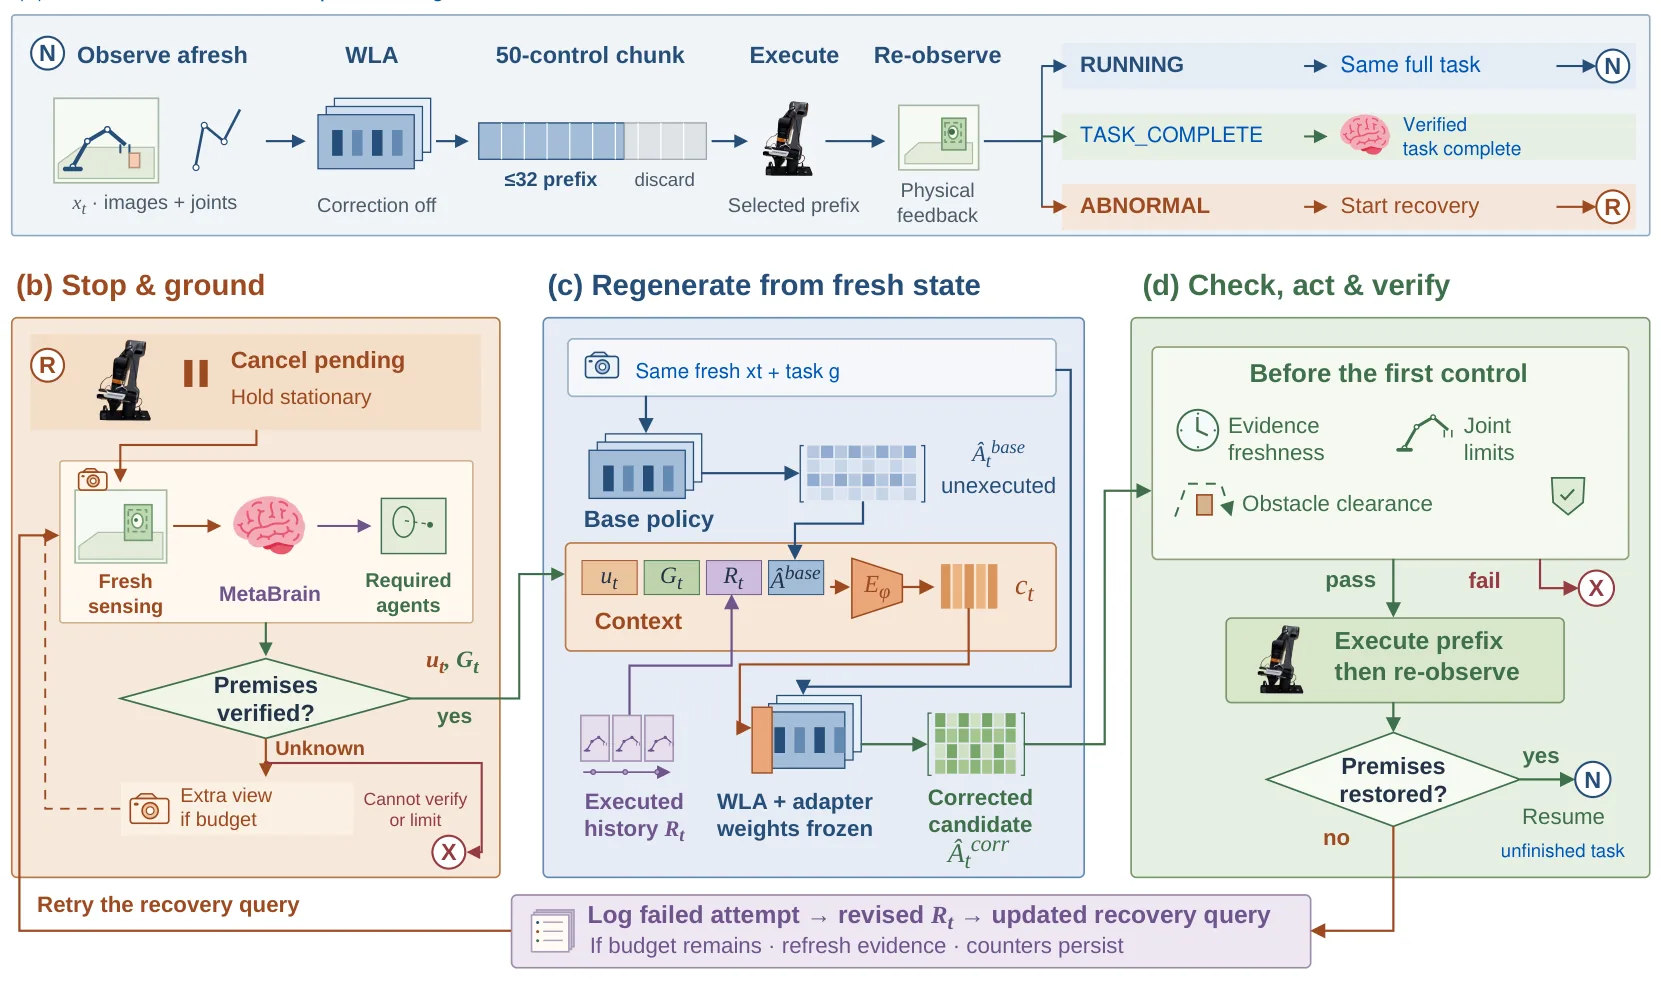 N Observe afresh
WLA
50-control chunk
Execute
Re-observe
RUNNING
Same full task
N
TASK_COMPLETE
Verified
task complete
≤32 prefix
discard
xt · images + joints
Correction off
Selected prefix
Physical
feedback
ABNORMAL
Start recovery
R
(b) Stop & ground
R
Cancel pending
Hold stationary
Fresh
sensing
MetaBrain
Required
agents
Premises
verified?
ut, Gt
yes
Unknown
Extra view
if budget
Cannot verify
or limit
X
(c) Regenerate from fresh state
Same fresh xt + task g
Base policy
Âtbase
unexecuted
ut
Gt
Rt
Âbase
Eφ
ct
Context
Executed
history Rt
WLA + adapter
weights frozen
Corrected
candidate
Âtcorr
(d) Check, act & verify
Before the first control
Evidence
freshness
Joint
limits
Obstacle clearance
pass
fail
X
Execute prefix
then re-observe
Premises
restored?
yes
N
Resume
unfinished task
no
Retry the recovery query
Log failed attempt → revised Rt → updated recovery query
If budget remains · refresh evidence · counters persist